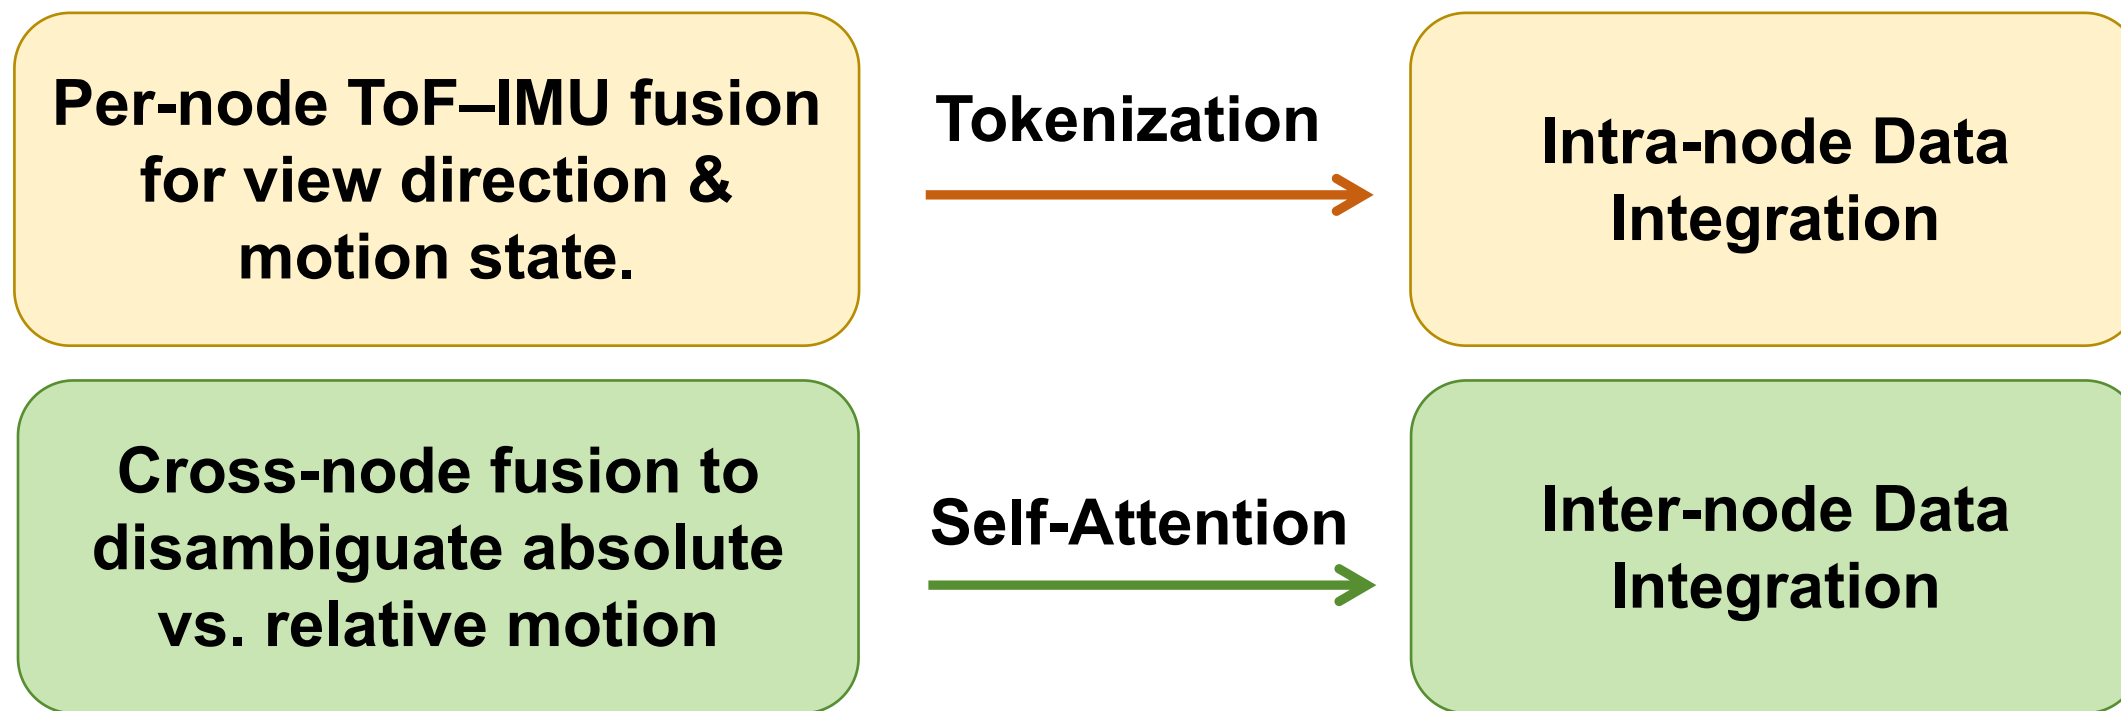 Per-node ToF–IMU fusion
for view direction &
motion state.
Tokenization
Intra-node Data
Integration
Cross-node fusion to
disambiguate absolute
vs. relative motion
Self-Attention
Inter-node Data
Integration